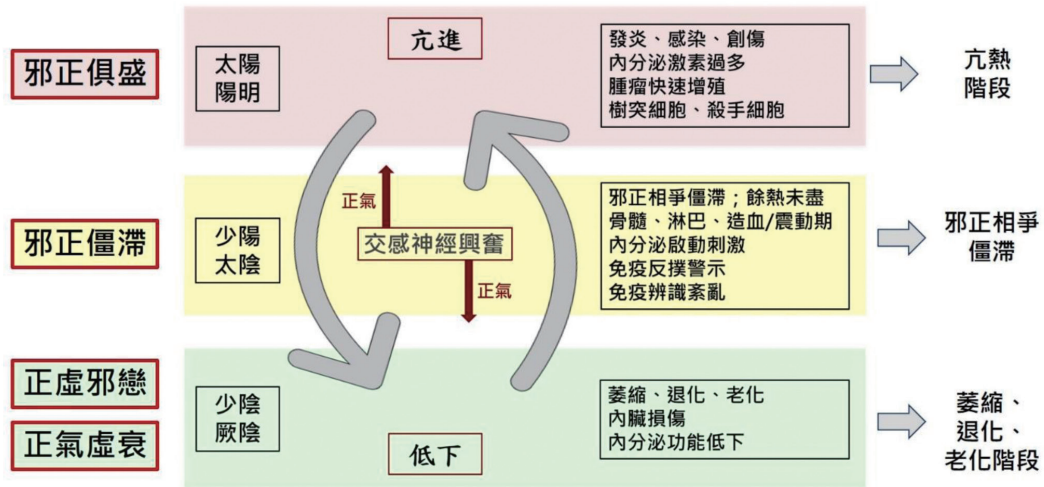 亢進
邪正俱盛
太陽
陽明
發炎、感染、創傷
內分泌激素過多
腫瘤快速增殖
樹突細胞、殺手細胞
亢熱
階段
正氣
邪正僵滯
少陽
太陰
交感神經興奮
正氣
邪正相爭僵滯；餘熱未盡
骨髓、淋巴、造血/震動期
內分泌啟動刺激
免疫反撲警示
免疫辨識紊亂
邪正相爭
僵滯
正虛邪戀
正氣虛衰
少陰
厥陰
低下
萎縮、退化、老化
內臟損傷
內分泌功能低下
萎縮、
退化、
老化階段